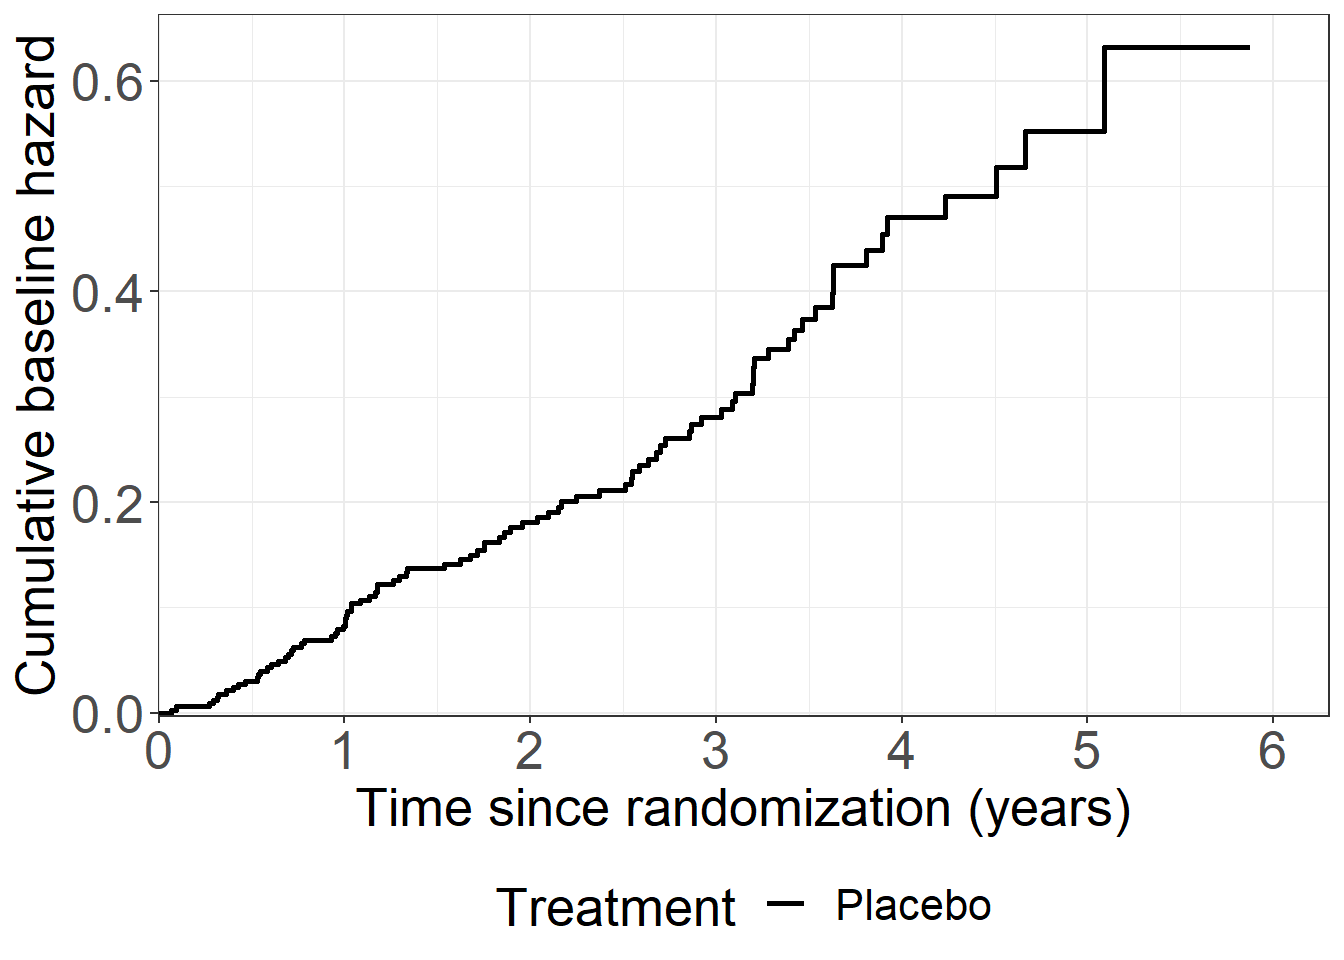 Cumulative baseline hazard
0.6
0.4
0.2
0.0
0 1 2 3 4 5 6
Time since randomization (years)
Treatment Placebo